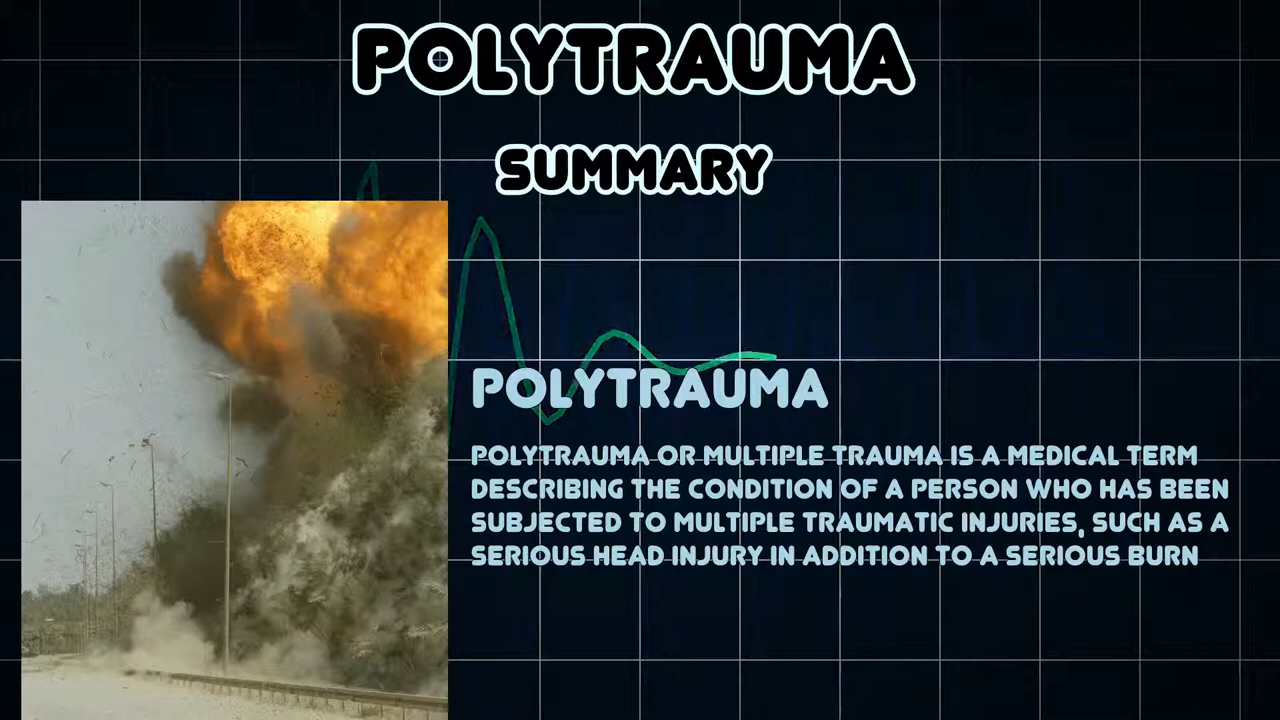 POLYTRAUMA
SUMMARY
POLYTRAUMA
POLYTRAUMA OR MULTIPLE TRAUMA IS A MEDICAL TERM
DESCRIBING THE CONDITION OF A PERSON WHO HAS BEEN
SUBJECTED TO MULTIPLE TRAUMATIC INJURIES, SUCH AS A
SERIOUS HEAD INJURY IN ADDITION TO A SERIOUS BURN